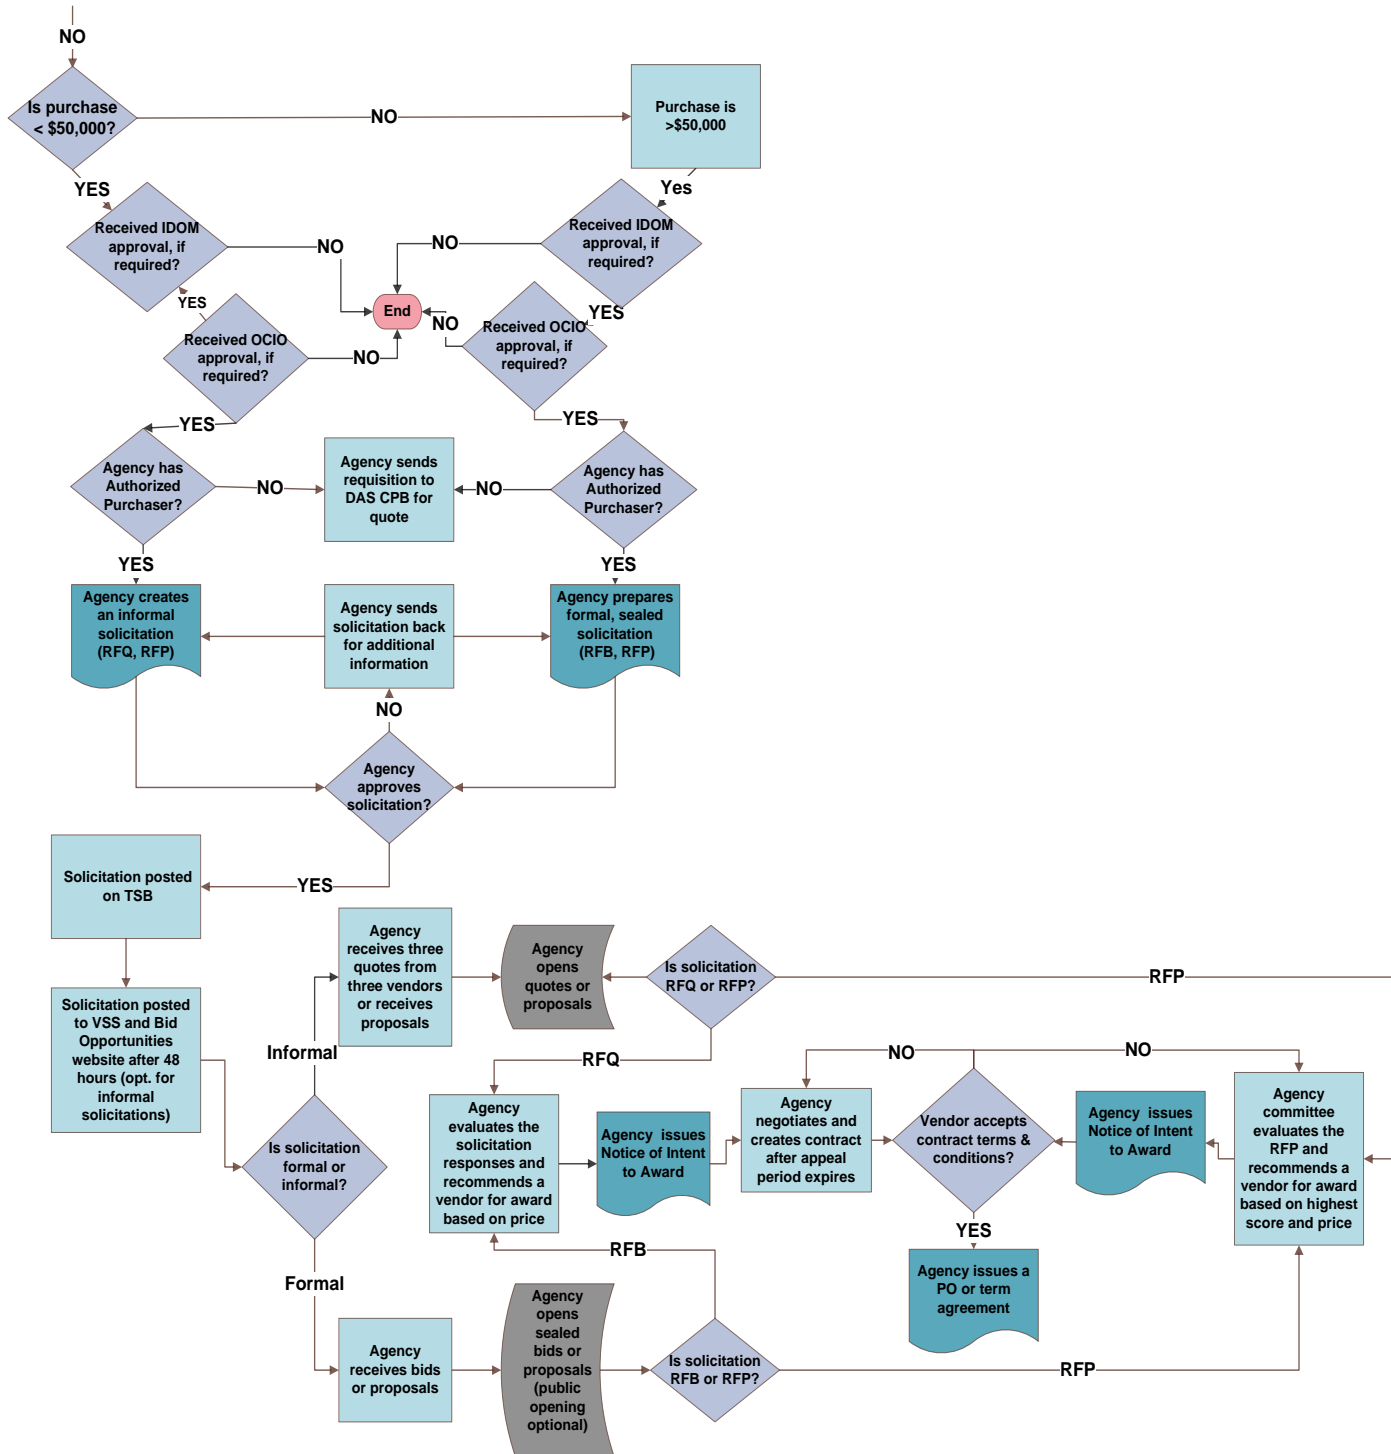 NO
Is purchase
< $50,000?
NO
Purchase is
>$50,000
YES
Yes
Received IDOM
approval, if
required?
NO
Received IDOM
approval, if
required?
NO
YES
End
YES
Received OCIO
approval, if
required?
NO
Received OCIO
approval, if
required?
NO
YES
YES
Agency has
Authorized
Purchaser?
NO
Agency sends
requisition to
DAS CPB for
quote
NO
Agency has
Authorized
Purchaser?
YES
YES
Agency creates
an informal
solicitation
(RFQ, RFP)
Agency sends
solicitation back
for additional
information
Agency prepares
formal, sealed
solicitation
(RFB, RFP)
NO
Agency
approves
solicitation?
YES
Solicitation posted
on TSB
Solicitation posted
to VSS and Bid
Opportunities
website after 48
hours (opt. for
informal
solicitations)
Informal
Agency
receives three
quotes from
three vendors
or receives
proposals
Agency
opens
quotes or
proposals
Is solicitation
RFQ or RFP?
RFP
RFQ
Is solicitation
formal or
informal?
Agency
evaluates the
solicitation
responses and
recommends a
vendor for award
based on price
Agency issues
Notice of Intent
to Award
Agency
negotiates and
creates contract
after appeal
period expires
NO
NO
Vendor accepts
contract terms &
conditions?
Agency issues
Notice of Intent
to Award
Agency
committee
evaluates the
RFP and
recommends a
vendor for award
based on highest
score and price
YES
Agency issues a
PO or term
agreement
RFB
Formal
Agency
receives bids
or proposals
Agency
opens
sealed
bids or
proposals
(public
opening
optional)
Is solicitation
RFB or RFP?
RFP